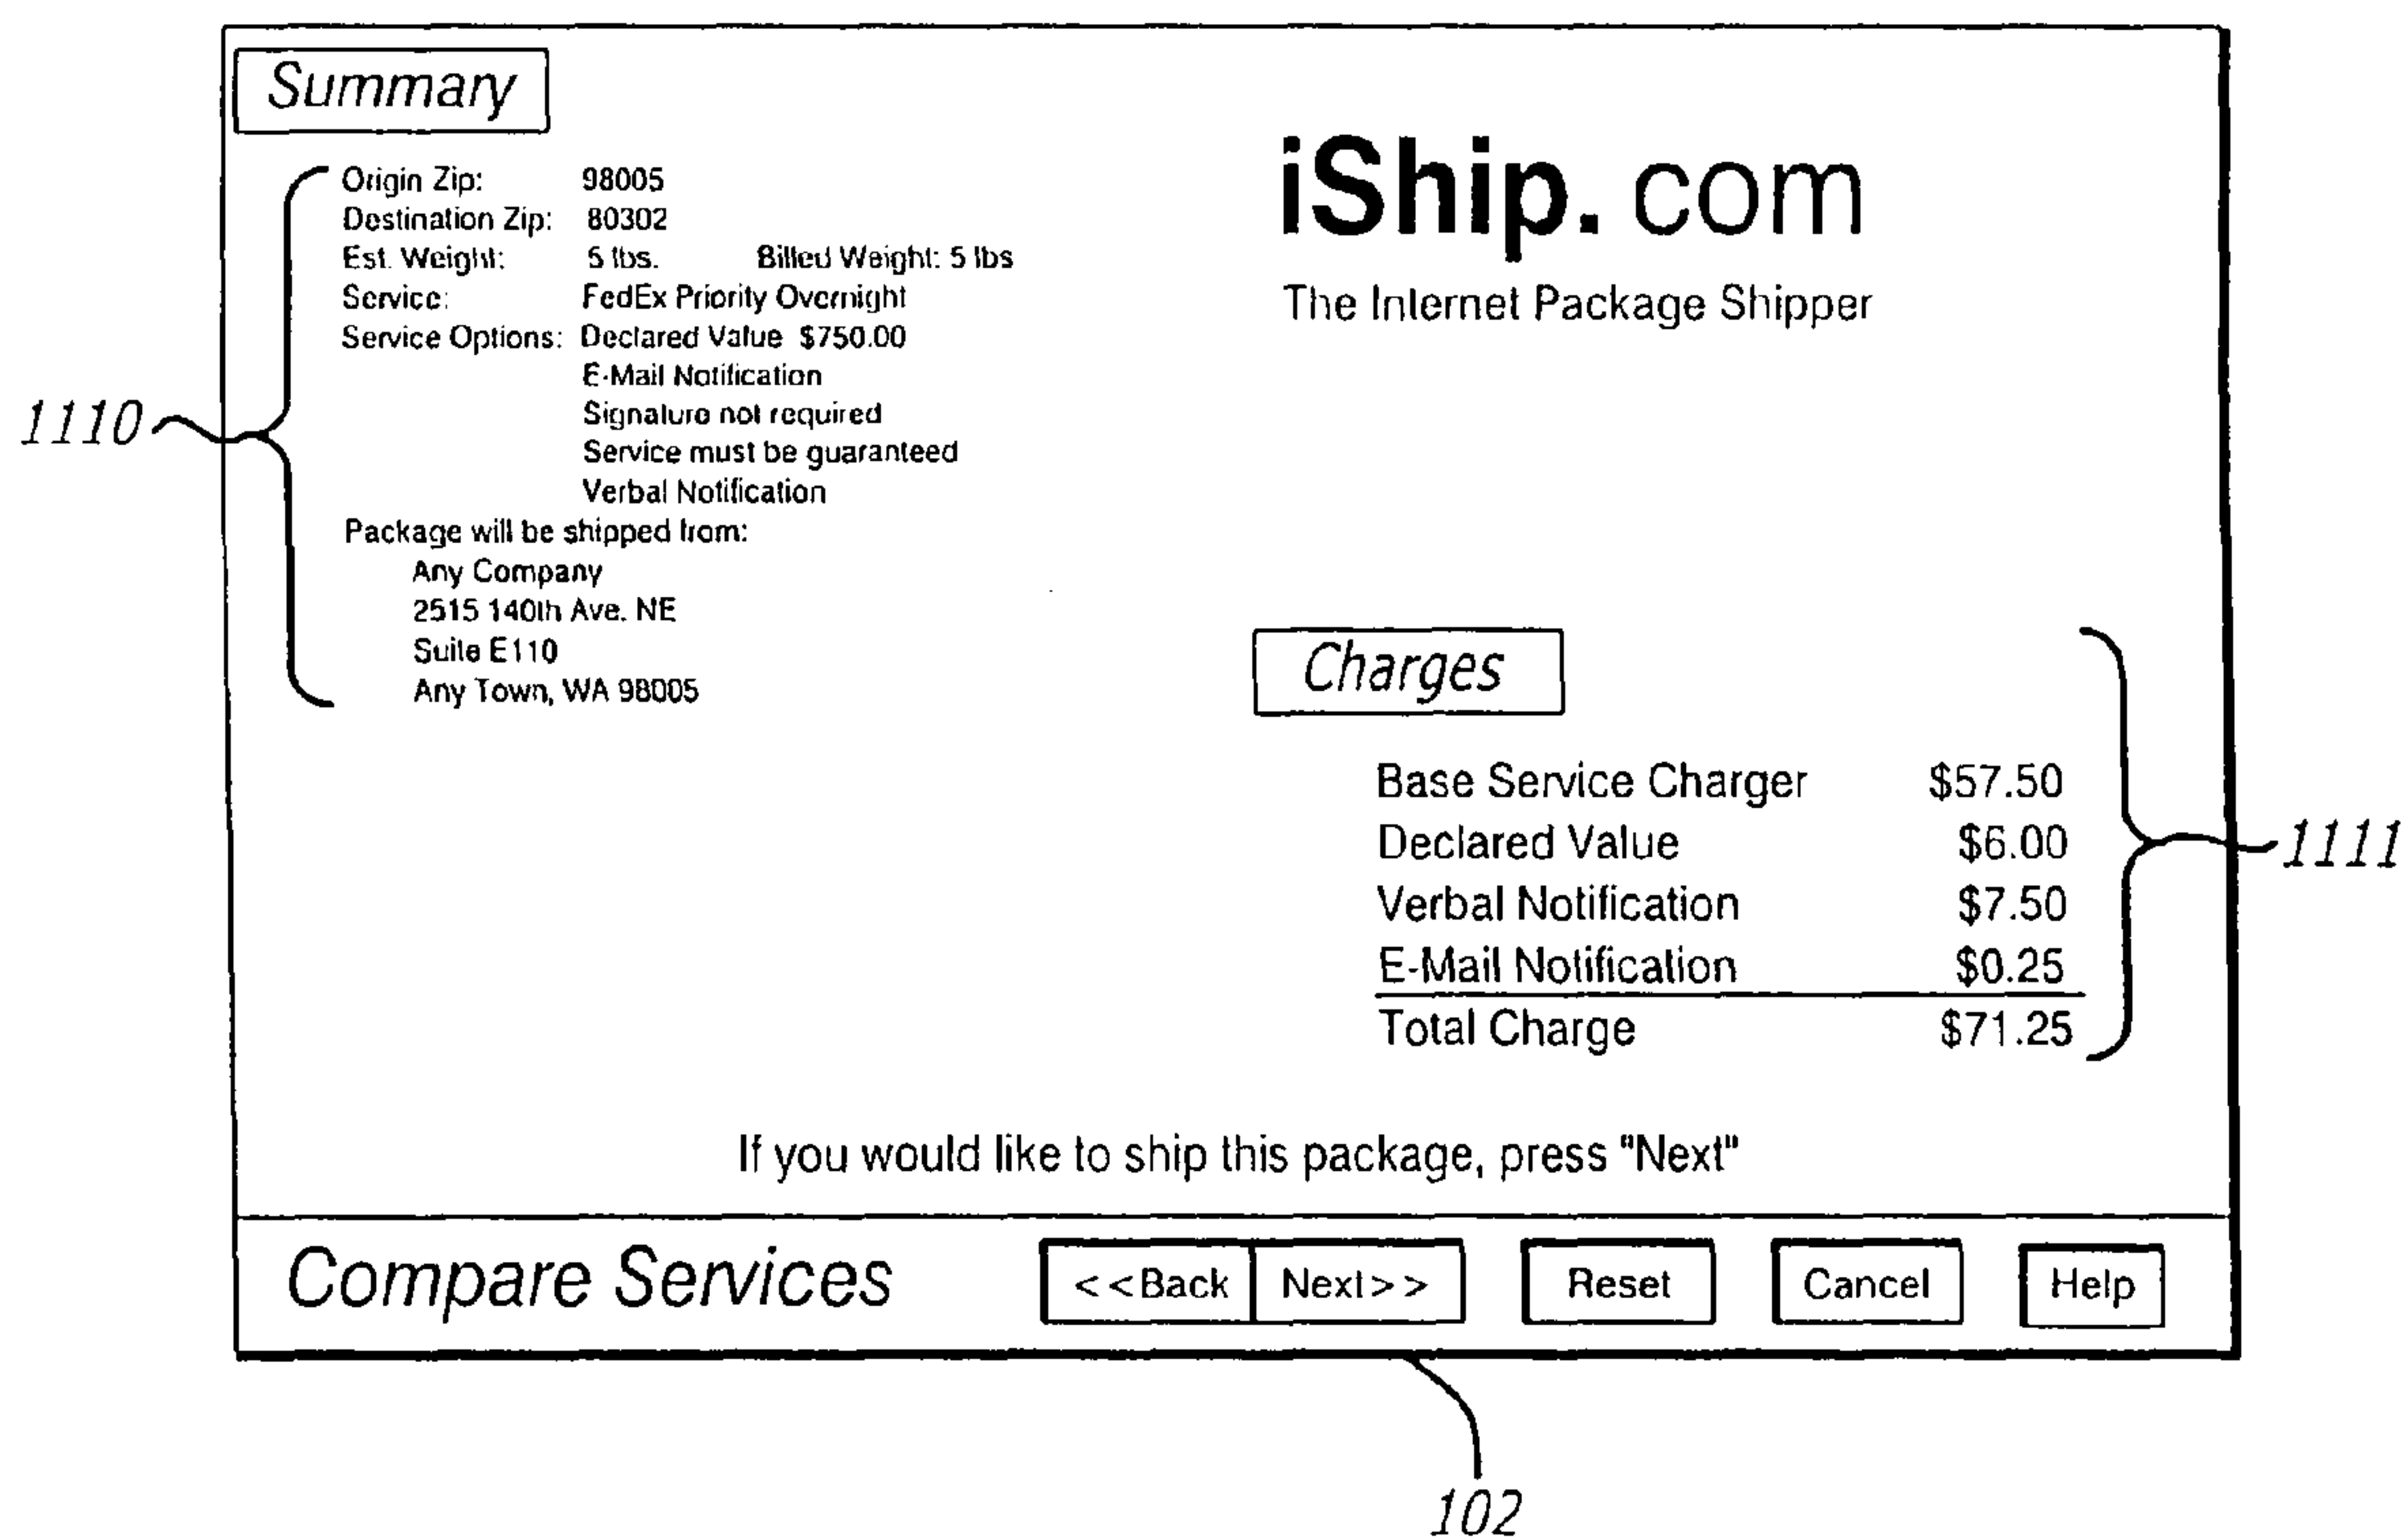 Summary
Origin Zip: 98005
Destination Zip: 80302
Est. Weight: 5 lbs. Billed Weight: 5 lbs
Service: FedEx Priority Overnight
Service Options: Declared Value $750.00
E-Mail Notification
Signature not required
Service must be guaranteed
Verbal Notification
Package will be shipped from:
Any Company
2515 140th Ave. NE
Suite E110
Any Town, WA 98005
1110
iShip. com
The Internet Package Shipper
Charges
Base Service Charger $57.50
Declared Value $6.00
Verbal Notification $7.50
E-Mail Notification $0.25
Total Charge $71.25
1111
If you would like to ship this package, press "Next"
Compare Services <<Back Next>> Reset Cancel Help
102